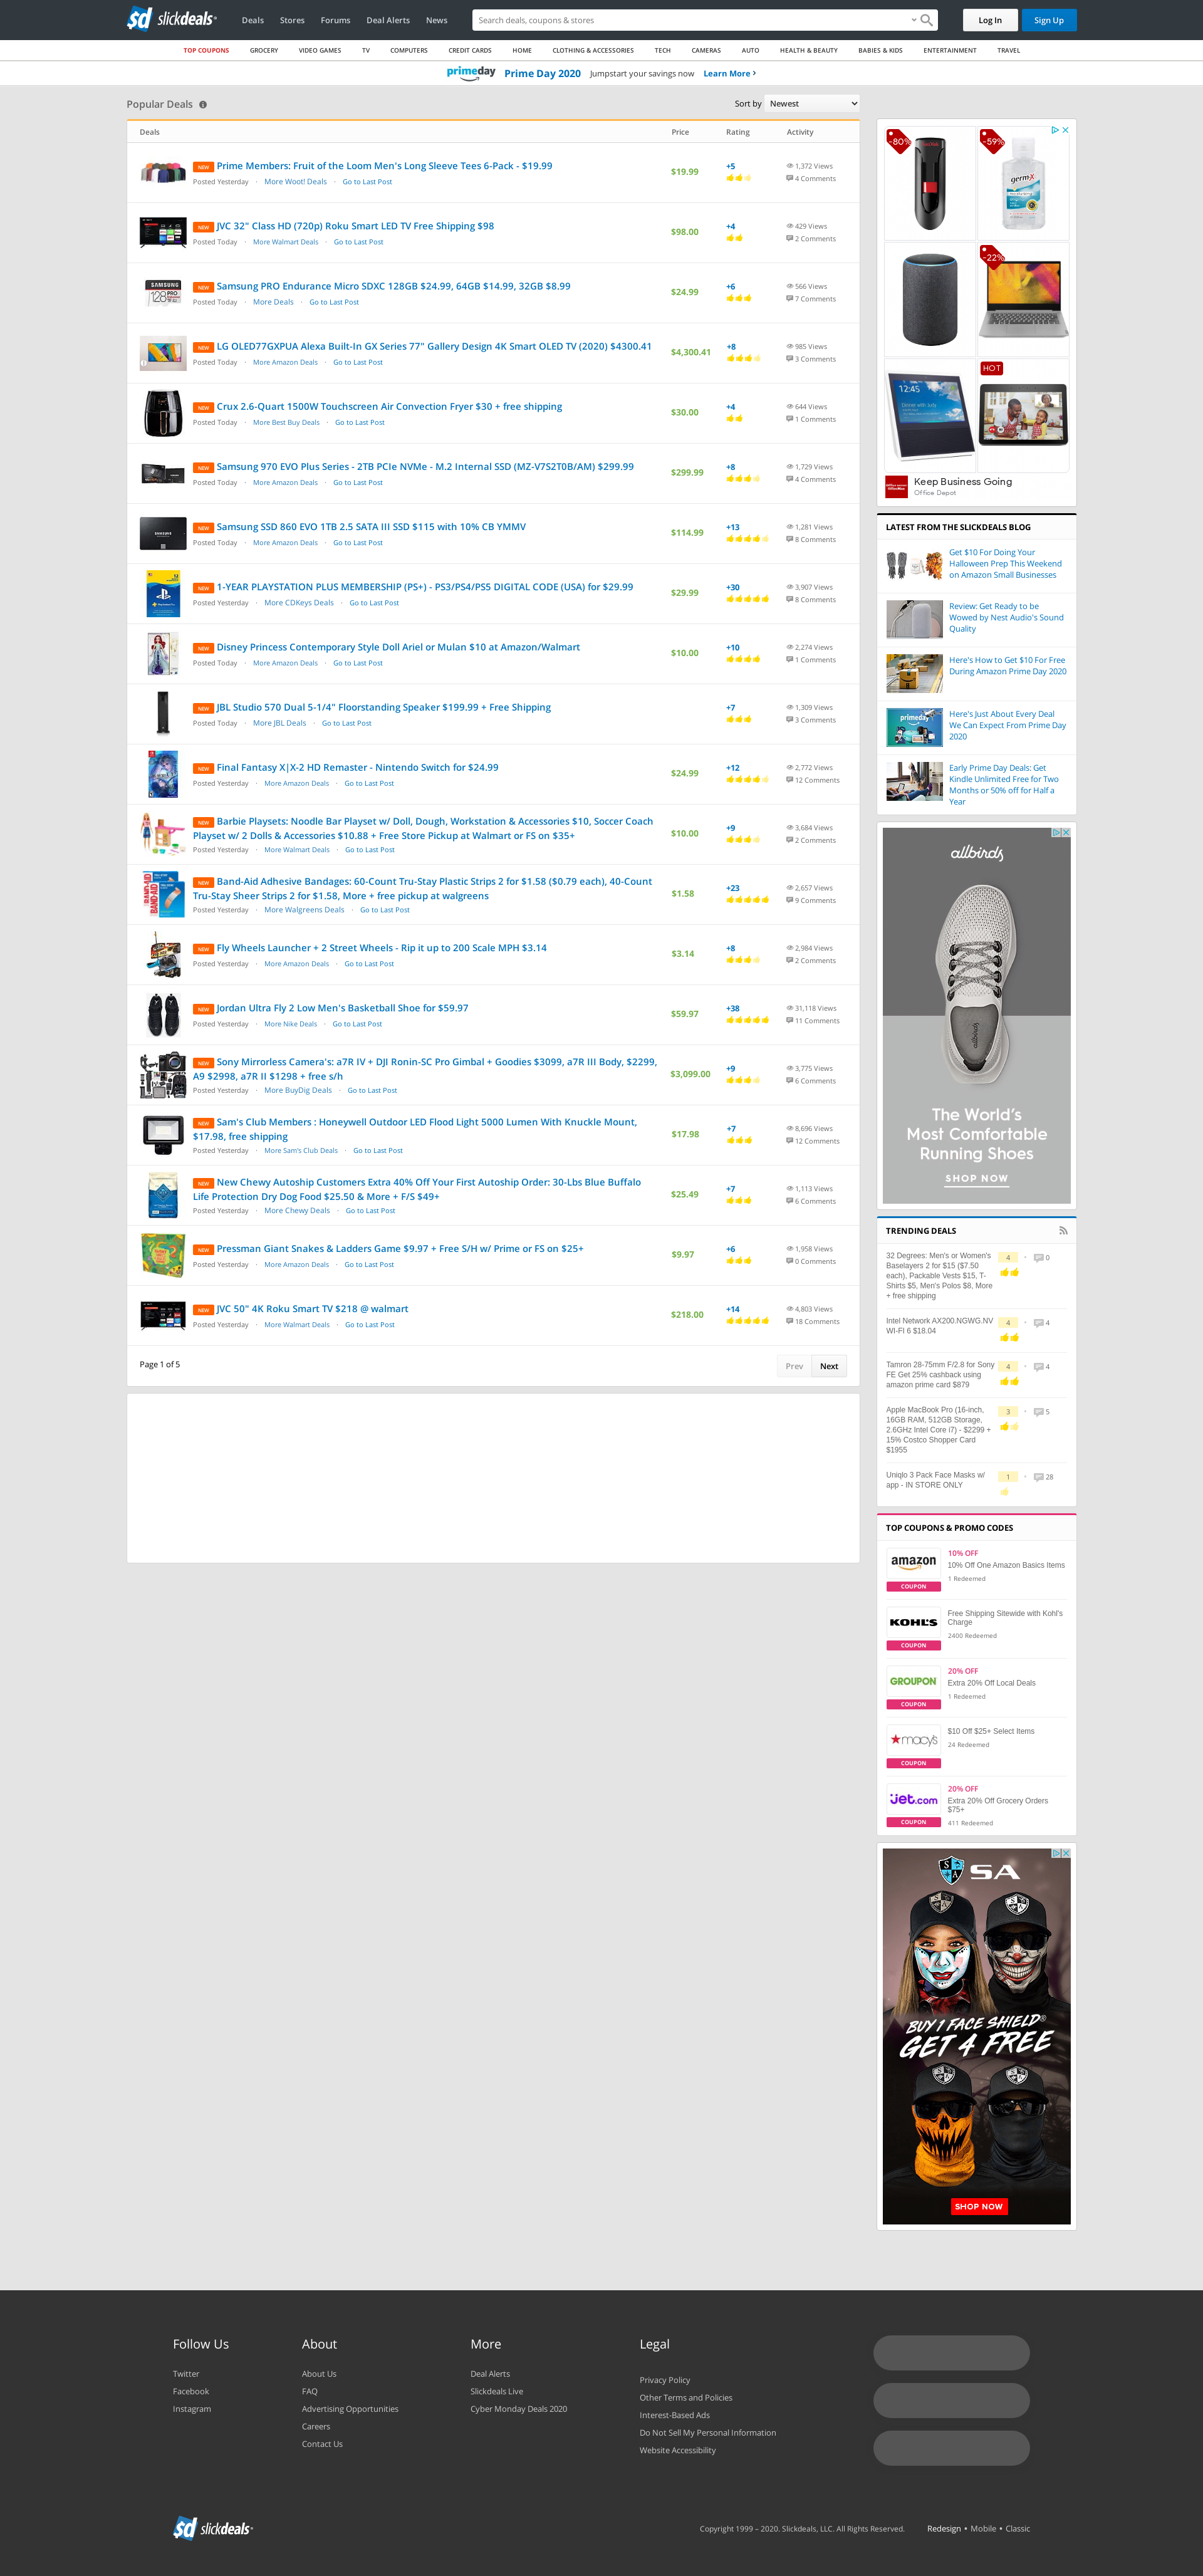 sd slickdeals
Deals
Stores
Forums
Deal Alerts
News
Search deals, coupons & stores
Log In
Sign Up
TOP COUPONS
GROCERY
VIDEO GAMES
TV
COMPUTERS
CREDIT CARDS
HOME
CLOTHING & ACCESSORIES
TECH
CAMERAS
AUTO
HEALTH & BEAUTY
BABIES & KIDS
ENTERTAINMENT
TRAVEL
primeday Prime Day 2020 Jumpstart your savings now Learn More ›
Popular Deals
Sort by Newest
Deals Price Rating Activity
NEW Prime Members: Fruit of the Loom Men's Long Sleeve Tees 6-Pack - $19.99
Posted Yesterday · More Woot! Deals · Go to Last Post
$19.99
+5
1,372 Views
4 Comments
NEW JVC 32" Class HD (720p) Roku Smart LED TV Free Shipping $98
Posted Today · More Walmart Deals · Go to Last Post
$98.00
+4
429 Views
2 Comments
NEW Samsung PRO Endurance Micro SDXC 128GB $24.99, 64GB $14.99, 32GB $8.99
Posted Today · More Deals · Go to Last Post
$24.99
+6
566 Views
7 Comments
NEW LG OLED77GXPUA Alexa Built-In GX Series 77" Gallery Design 4K Smart OLED TV (2020) $4300.41
Posted Today · More Amazon Deals · Go to Last Post
$4,300.41
+8
985 Views
3 Comments
NEW Crux 2.6-Quart 1500W Touchscreen Air Convection Fryer $30 + free shipping
Posted Today · More Best Buy Deals · Go to Last Post
$30.00
+4
644 Views
1 Comments
NEW Samsung 970 EVO Plus Series - 2TB PCIe NVMe - M.2 Internal SSD (MZ-V7S2T0B/AM) $299.99
Posted Today · More Amazon Deals · Go to Last Post
$299.99
+8
1,729 Views
4 Comments
NEW Samsung SSD 860 EVO 1TB 2.5 SATA III SSD $115 with 10% CB YMMV
Posted Today · More Amazon Deals · Go to Last Post
$114.99
+13
1,281 Views
8 Comments
NEW 1-YEAR PLAYSTATION PLUS MEMBERSHIP (PS+) - PS3/PS4/PS5 DIGITAL CODE (USA) for $29.99
Posted Yesterday · More CDKeys Deals · Go to Last Post
$29.99
+30
3,907 Views
8 Comments
NEW Disney Princess Contemporary Style Doll Ariel or Mulan $10 at Amazon/Walmart
Posted Today · More Amazon Deals · Go to Last Post
$10.00
+10
2,274 Views
1 Comments
NEW JBL Studio 570 Dual 5-1/4" Floorstanding Speaker $199.99 + Free Shipping
Posted Today · More JBL Deals · Go to Last Post
+7
1,309 Views
3 Comments
NEW Final Fantasy X|X-2 HD Remaster - Nintendo Switch for $24.99
Posted Yesterday · More Amazon Deals · Go to Last Post
$24.99
+12
2,772 Views
12 Comments
NEW Barbie Playsets: Noodle Bar Playset w/ Doll, Dough, Workstation & Accessories $10, Soccer Coach
Playset w/ 2 Dolls & Accessories $10.88 + Free Store Pickup at Walmart or FS on $35+
Posted Yesterday · More Walmart Deals · Go to Last Post
$10.00
+9
3,684 Views
2 Comments
NEW Band-Aid Adhesive Bandages: 60-Count Tru-Stay Plastic Strips 2 for $1.58 ($0.79 each), 40-Count
Tru-Stay Sheer Strips 2 for $1.58, More + free pickup at walgreens
Posted Yesterday · More Walgreens Deals · Go to Last Post
$1.58
+23
2,657 Views
9 Comments
NEW Fly Wheels Launcher + 2 Street Wheels - Rip it up to 200 Scale MPH $3.14
Posted Yesterday · More Amazon Deals · Go to Last Post
$3.14
+8
2,984 Views
2 Comments
NEW Jordan Ultra Fly 2 Low Men's Basketball Shoe for $59.97
Posted Yesterday · More Nike Deals · Go to Last Post
$59.97
+38
31,118 Views
11 Comments
NEW Sony Mirrorless Camera's: a7R IV + DJI Ronin-SC Pro Gimbal + Goodies $3099, a7R III Body, $2299,
A9 $2998, a7R II $1298 + free s/h
Posted Yesterday · More BuyDig Deals · Go to Last Post
$3,099.00
+9
3,775 Views
6 Comments
NEW Sam's Club Members : Honeywell Outdoor LED Flood Light 5000 Lumen With Knuckle Mount,
$17.98, free shipping
Posted Yesterday · More Sam's Club Deals · Go to Last Post
$17.98
+7
8,696 Views
12 Comments
NEW New Chewy Autoship Customers Extra 40% Off Your First Autoship Order: 30-Lbs Blue Buffalo
Life Protection Dry Dog Food $25.50 & More + F/S $49+
Posted Yesterday · More Chewy Deals · Go to Last Post
$25.49
+7
1,113 Views
6 Comments
NEW Pressman Giant Snakes & Ladders Game $9.97 + Free S/H w/ Prime or FS on $25+
Posted Yesterday · More Amazon Deals · Go to Last Post
$9.97
+6
1,958 Views
0 Comments
NEW JVC 50" 4K Roku Smart TV $218 @ walmart
Posted Yesterday · More Walmart Deals · Go to Last Post
$218.00
+14
4,803 Views
18 Comments
Page 1 of 5
Prev
Next
-80%
-59%
germX
-22%
12:45
HOT
Keep Business Going
Office Depot
LATEST FROM THE SLICKDEALS BLOG
Get $10 For Doing Your
Halloween Prep This Weekend
on Amazon Small Businesses
Review: Get Ready to be
Wowed by Nest Audio's Sound
Quality
Here's How to Get $10 For Free
During Amazon Prime Day 2020
primeday
Here's Just About Every Deal
We Can Expect From Prime Day
2020
Early Prime Day Deals: Get
Kindle Unlimited Free for Two
Months or 50% off for Half a
Year
allbirds
The World's
Most Comfortable
Running Shoes
SHOP NOW
TRENDING DEALS
32 Degrees: Men's or Women's
Baselayers 2 for $15 ($7.50
each), Packable Vests $15, T-
Shirts $5, Men's Polos $8, More
+ free shipping
4 • 0
Intel Network AX200.NGWG.NV
WI-FI 6 $18.04
4 • 4
Tamron 28-75mm F/2.8 for Sony
FE Get 25% cashback using
amazon prime card $879
4 • 4
Apple MacBook Pro (16-inch,
16GB RAM, 512GB Storage,
2.6GHz Intel Core i7) - $2299 +
15% Costco Shopper Card
$1955
3 • 5
Uniqlo 3 Pack Face Masks w/
app - IN STORE ONLY
1 • 28
TOP COUPONS & PROMO CODES
amazon
COUPON
10% OFF
10% Off One Amazon Basics Items
1 Redeemed
KOHL'S
COUPON
Free Shipping Sitewide with Kohl's
Charge
2400 Redeemed
GROUPON
COUPON
20% OFF
Extra 20% Off Local Deals
1 Redeemed
macy's
COUPON
$10 Off $25+ Select Items
24 Redeemed
jet.com
COUPON
20% OFF
Extra 20% Off Grocery Orders
$75+
411 Redeemed
SA
BUY 1 FACE SHIELD®
GET 4 FREE
SHOP NOW
Follow Us
Twitter
Facebook
Instagram
About
About Us
FAQ
Advertising Opportunities
Careers
Contact Us
More
Deal Alerts
Slickdeals Live
Cyber Monday Deals 2020
Legal
Privacy Policy
Other Terms and Policies
Interest-Based Ads
Do Not Sell My Personal Information
Website Accessibility
sd slickdeals
Copyright 1999 – 2020. Slickdeals, LLC. All Rights Reserved.
Redesign • Mobile • Classic